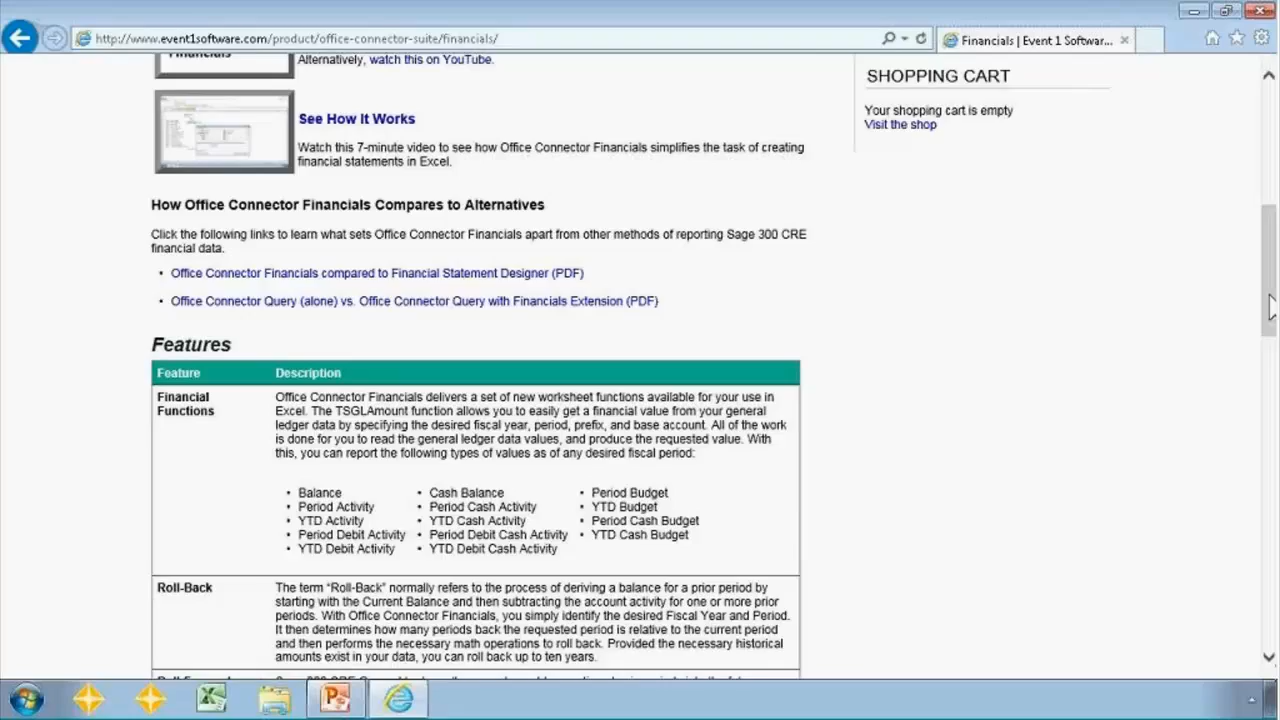 http://www.event1software.com/product/office-connector-suite/financials/
Financials | Event 1 Softwar...
Alternatively, watch this on YouTube.
SHOPPING CART
Your shopping cart is empty
Visit the shop
See How It Works
Watch this 7-minute video to see how Office Connector Financials simplifies the task of creating
financial statements in Excel.
How Office Connector Financials Compares to Alternatives
Click the following links to learn what sets Office Connector Financials apart from other methods of reporting Sage 300 CRE
financial data.
• Office Connector Financials compared to Financial Statement Designer (PDF)
• Office Connector Query (alone) vs. Office Connector Query with Financials Extension (PDF)
Features
Feature Description
Financial
Functions
Office Connector Financials delivers a set of new worksheet functions available for your use in
Excel. The TSGLAmount function allows you to easily get a financial value from your general
ledger data by specifying the desired fiscal year, period, prefix, and base account. All of the work
is done for you to read the general ledger data values, and produce the requested value. With
this, you can report the following types of values as of any desired fiscal period:
• Balance
• Period Activity
• YTD Activity
• Period Debit Activity
• YTD Debit Activity
• Cash Balance
• Period Cash Activity
• YTD Cash Activity
• Period Debit Cash Activity
• YTD Debit Cash Activity
• Period Budget
• YTD Budget
• Period Cash Budget
• YTD Cash Budget
Roll-Back
The term “Roll-Back” normally refers to the process of deriving a balance for a prior period by
starting with the Current Balance and then subtracting the account activity for one or more prior
periods. With Office Connector Financials, you simply identify the desired Fiscal Year and Period.
It then determines how many periods back the requested period is relative to the current period
and then performs the necessary math operations to roll back. Provided the necessary historical
amounts exist in your data, you can roll back up to ten years.